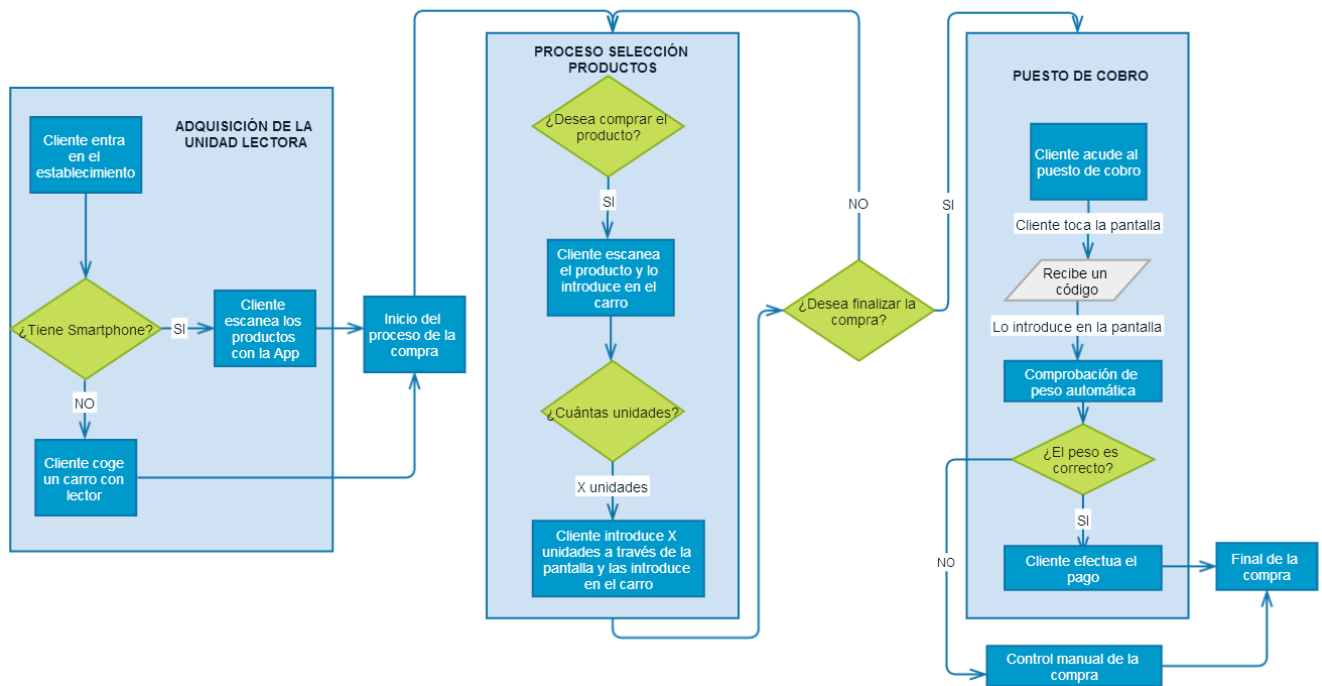 ADQUISICIÓN DE LA
UNIDAD LECTORA
Cliente entra
en el
establecimiento
¿Tiene Smartphone?
SI
Cliente
escanea los
productos
con la App
NO
Cliente coge
un carro con
lector
Inicio del
proceso de la
compra
PROCESO SELECCIÓN
PRODUCTOS
¿Desea comprar el
producto?
SI
Cliente escanea
el producto y lo
introduce en el
carro
¿Cuántas unidades?
X unidades
Cliente introduce X
unidades a través de la
pantalla y las introduce
en el carro
¿Desea finalizar la
compra?
NO
SI
PUESTO DE COBRO
Cliente acude al
puesto de cobro
Cliente toca la pantalla
Recibe un
código
Lo introduce en la pantalla
Comprobación de
peso automática
¿El peso es
correcto?
SI
NO
Cliente efectua el
pago
Final de la
compra
Control manual de la
compra